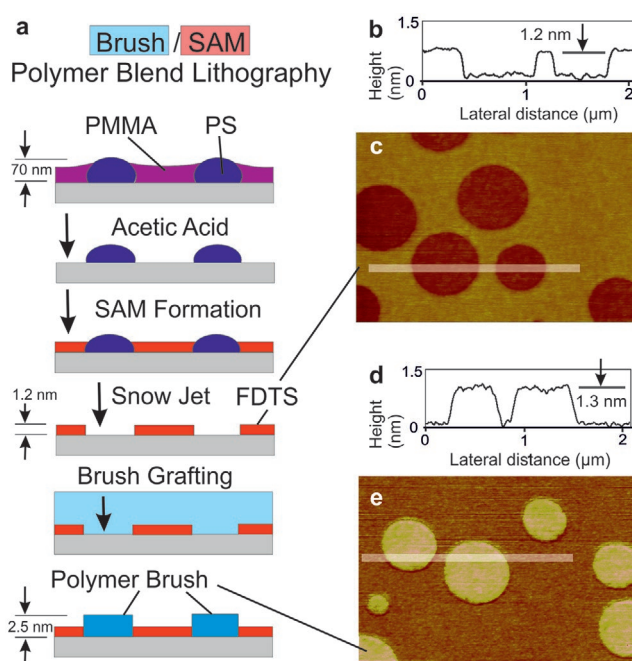 a
Brush / SAM
Polymer Blend Lithography
PMMA
PS
70 nm
Acetic Acid
SAM Formation
Snow Jet
FDTS
1.2 nm
Brush Grafting
Polymer Brush
2.5 nm
b
Height
(nm)
1.5
0
1.2 nm
0
1
2
Lateral distance (µm)
c
d
Height
(nm)
1.5
0
1.3 nm
0
1
2
Lateral distance (µm)
e